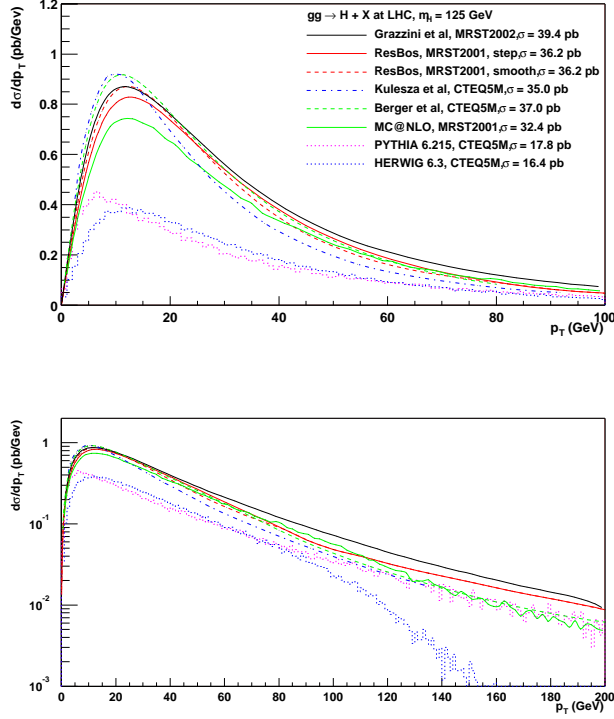 gg → H + X at LHC, mH = 125 GeV
Grazzini et al, MRST2002,σ = 39.4 pb
ResBos, MRST2001, step,σ = 36.2 pb
ResBos, MRST2001, smooth,σ = 36.2 pb
Kulesza et al, CTEQ5M,σ = 35.0 pb
Berger et al, CTEQ5M,σ = 37.0 pb
MC@NLO, MRST2001,σ = 32.4 pb
PYTHIA 6.215, CTEQ5M,σ = 17.8 pb
HERWIG 6.3, CTEQ5M,σ = 16.4 pb
dσ/dpT (pb/Gev)
1.2
1
0.8
0.6
0.4
0.2
0
0 20 40 60 80 100
pT (GeV)
dσ/dpT (pb/Gev)
1
10-1
10-2
10-3
0 20 40 60 80 100 120 140 160 180 200
pT (GeV)